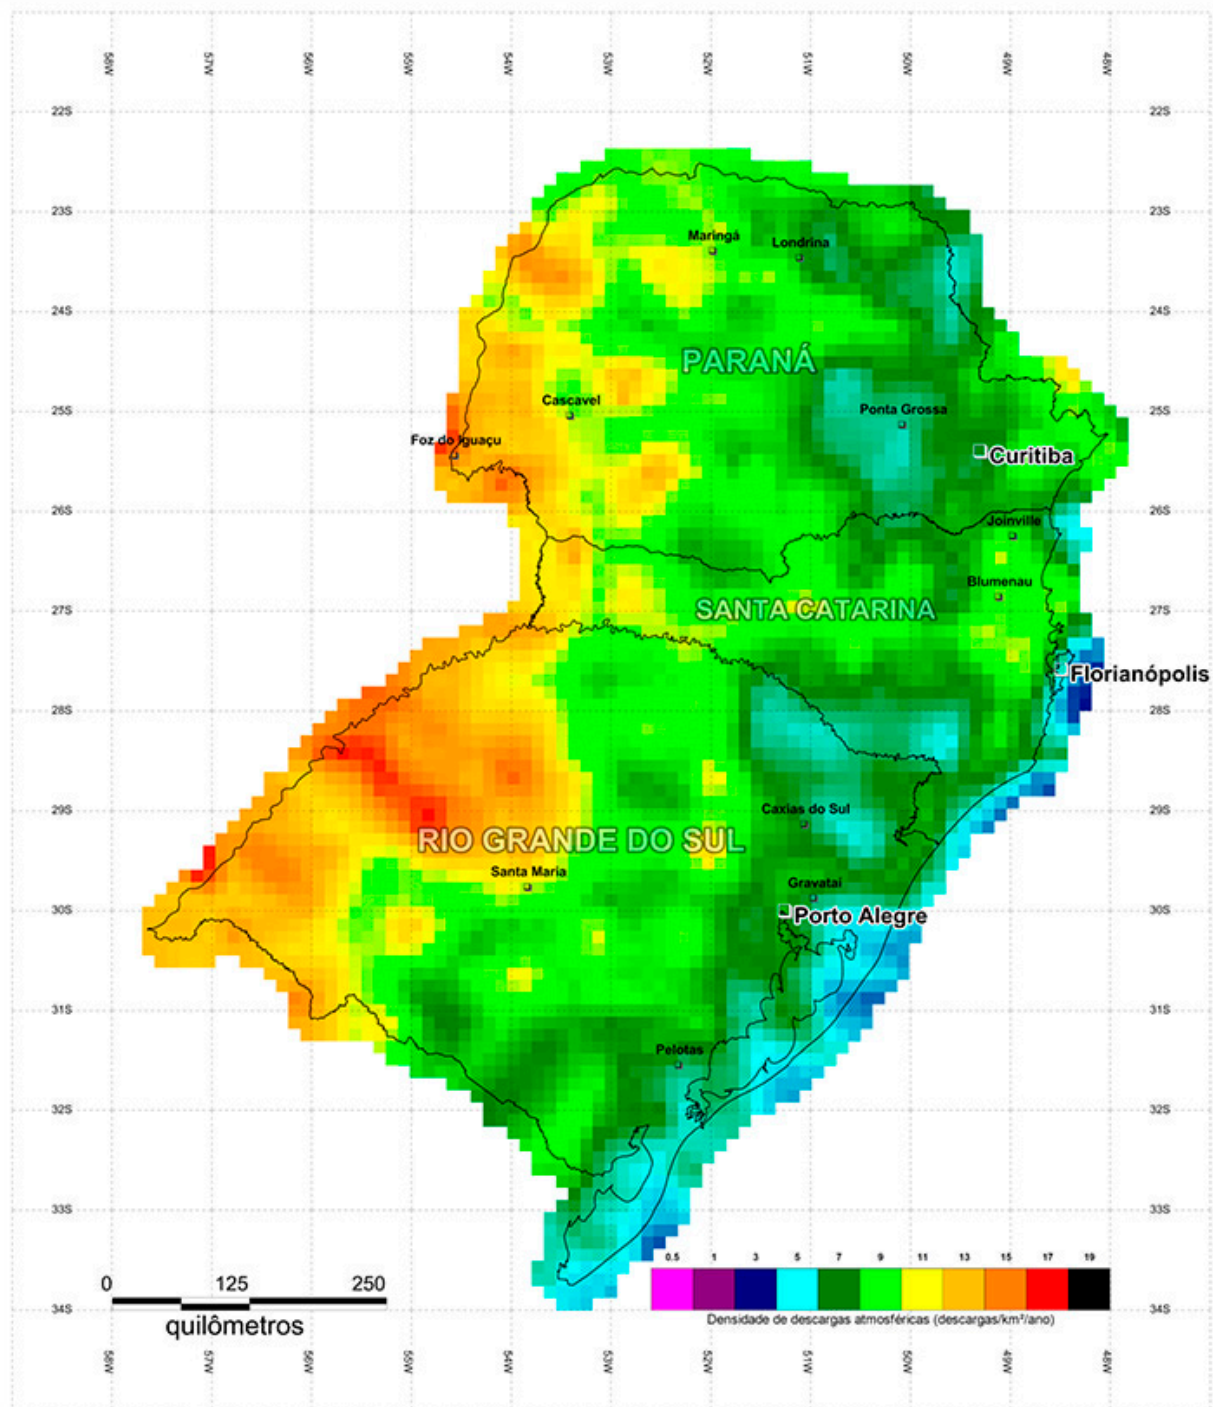 58W 57W 56W 55W 54W 53W 52W 51W 50W 49W 48W
22S 22S
23S 23S
Maringá
Londrina
24S 24S
PARANÁ
Cascavel
25S 25S
Ponta Grossa
Foz do Iguaçu
Curitiba
26S 26S
Joinville
Blumenau
27S 27S
SANTA CATARINA
Florianópolis
28S 28S
29S 29S
Caxias do Sul
RIO GRANDE DO SUL
Santa Maria
Gravatai
30S 30S
Porto Alegre
31S 31S
Pelotas
32S 32S
33S 33S
0.5 1 3 5 7 9 11 13 15 17 19
0 125 250
34S 34S
quilômetros
Densidade de descargas atmosféricas (descargas/km²/ano)
58W 57W 56W 55W 54W 53W 52W 51W 50W 49W 48W